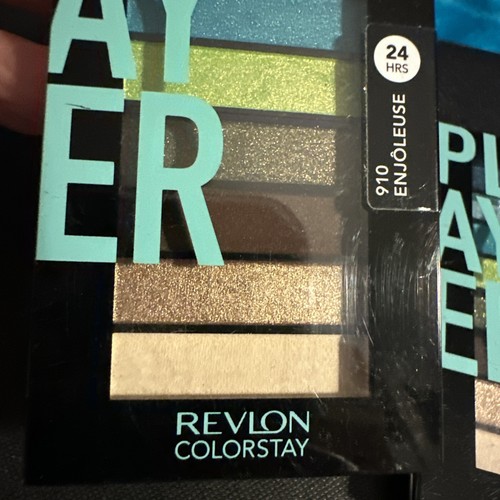 AY
ER
24
HRS
910
ENJÔLEUSE
REVLON
COLORSTAY
PL
AY
E